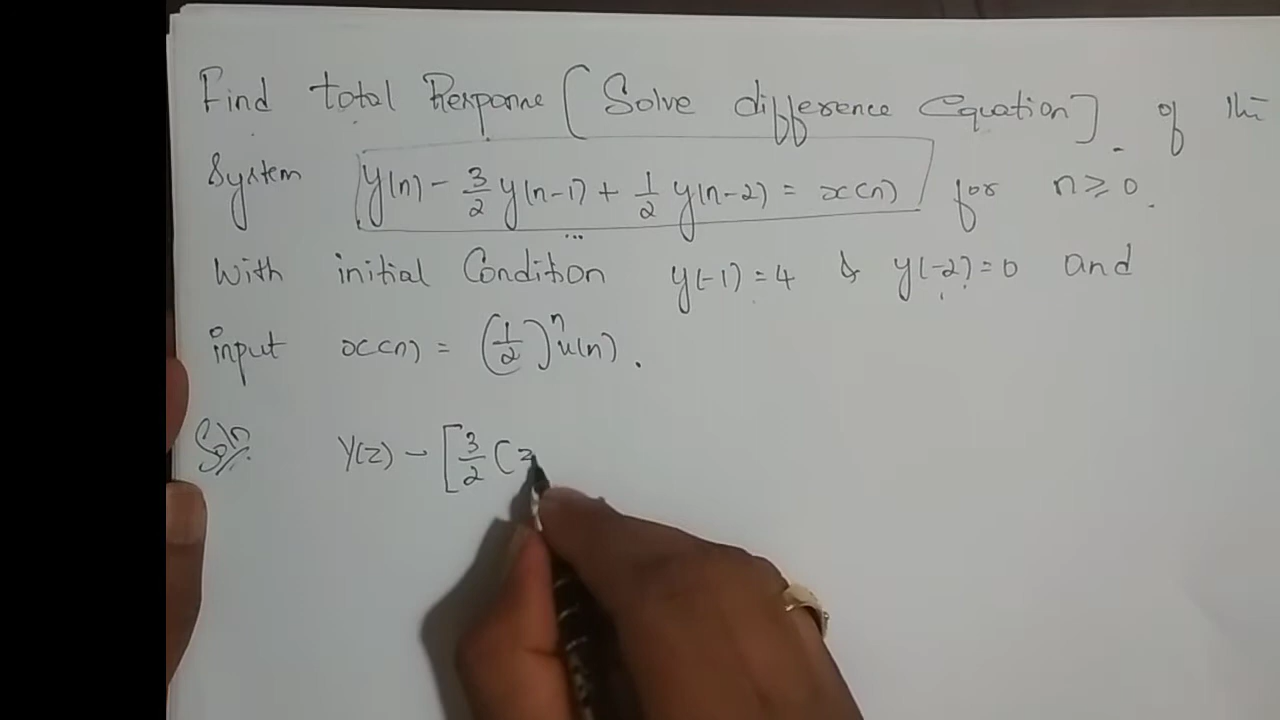 Find total Response [Solve difference Equation] of the
System y(n) - 3/2 y(n-1) + 1/2 y(n-2) = x(n) for n ≥ 0.
With initial Condition y(-1) = 4 & y(-2) = 0 and
input x(n) = (1/2)^n u(n).
Soln Y(z) - [3/2 (z